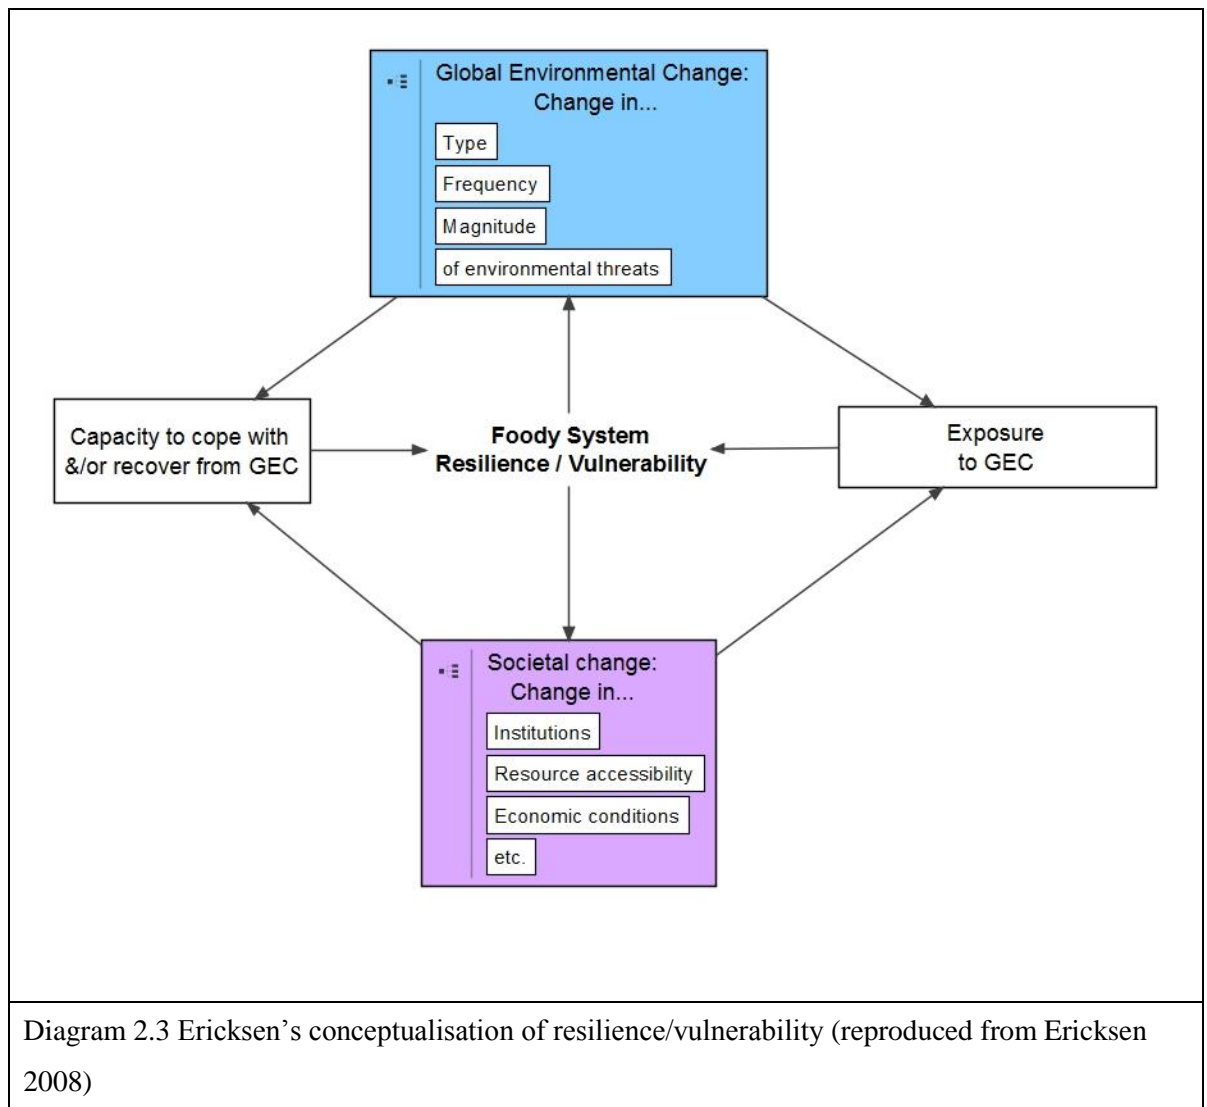 Global Environmental Change:
Change in...
Type
Frequency
Magnitude
of environmental threats
Capacity to cope with
&/or recover from GEC
Foody System
Resilience / Vulnerability
Exposure
to GEC
Societal change:
Change in...
Institutions
Resource accessibility
Economic conditions
etc.
Diagram 2.3 Ericksen’s conceptualisation of resilience/vulnerability (reproduced from Ericksen
2008)